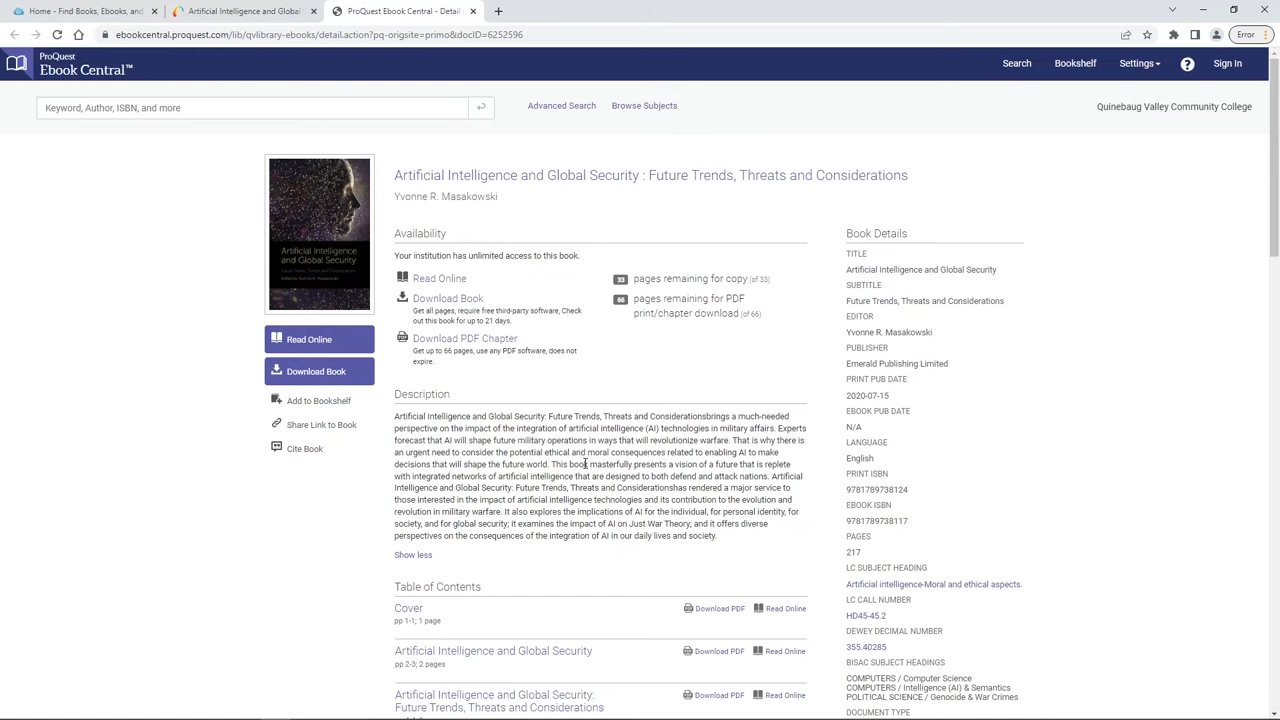 Home - Find Books, Ebooks, and
Artificial Intelligence and Global
ProQuest Ebook Central - Detail
ebookcentral.proquest.com/lib/qvlibrary-ebooks/detail.action?pq-origsite=primo&docID=6252596
Error
ProQuest
Ebook Central™
Search
Bookshelf
Settings
?
Sign In
Keyword, Author, ISBN, and more
Advanced Search
Browse Subjects
Quinebaug Valley Community College
Artificial Intelligence
and Global Security
Future Trends, Threats and Considerations
Edited by Yvonne R. Masakowski
Read Online
Download Book
Add to Bookshelf
Share Link to Book
Cite Book
Artificial Intelligence and Global Security : Future Trends, Threats and Considerations
Yvonne R. Masakowski
Availability
Your institution has unlimited access to this book.
Read Online
Download Book
Get all pages, require free third-party software, Check
out this book for up to 21 days.
Download PDF Chapter
Get up to 66 pages, use any PDF software, does not
expire.
33 pages remaining for copy (of 33)
66 pages remaining for PDF
print/chapter download (of 66)
Description
Artificial Intelligence and Global Security: Future Trends, Threats and Considerationsbrings a much-needed
perspective on the impact of the integration of artificial intelligence (AI) technologies in military affairs. Experts
forecast that AI will shape future military operations in ways that will revolutionize warfare. That is why there is
an urgent need to consider the potential ethical and moral consequences related to enabling AI to make
decisions that will shape the future world. This book masterfully presents a vision of a future that is replete
with integrated networks of artificial intelligence that are designed to both defend and attack nations. Artificial
Intelligence and Global Security: Future Trends, Threats and Considerationshas rendered a major service to
those interested in the impact of artificial intelligence technologies and its contribution to the evolution and
revolution in military warfare. It also explores the implications of AI for the individual, for personal identity, for
society, and for global security; it examines the impact of AI on Just War Theory; and it offers diverse
perspectives on the consequences of the integration of AI in our daily lives and society.
Show less
Table of Contents
Cover
pp 1-1; 1 page
Download PDF
Read Online
Artificial Intelligence and Global Security
pp 2-3; 2 pages
Download PDF
Read Online
Artificial Intelligence and Global Security:
Future Trends, Threats and Considerations
Download PDF
Read Online
Book Details
TITLE
Artificial Intelligence and Global Security
SUBTITLE
Future Trends, Threats and Considerations
EDITOR
Yvonne R. Masakowski
PUBLISHER
Emerald Publishing Limited
PRINT PUB DATE
2020-07-15
EBOOK PUB DATE
N/A
LANGUAGE
English
PRINT ISBN
9781789738124
EBOOK ISBN
9781789738117
PAGES
217
LC SUBJECT HEADING
Artificial intelligence-Moral and ethical aspects.
LC CALL NUMBER
HD45-45.2
DEWEY DECIMAL NUMBER
355.40285
BISAC SUBJECT HEADINGS
COMPUTERS / Computer Science
COMPUTERS / Intelligence (AI) & Semantics
POLITICAL SCIENCE / Genocide & War Crimes
DOCUMENT TYPE